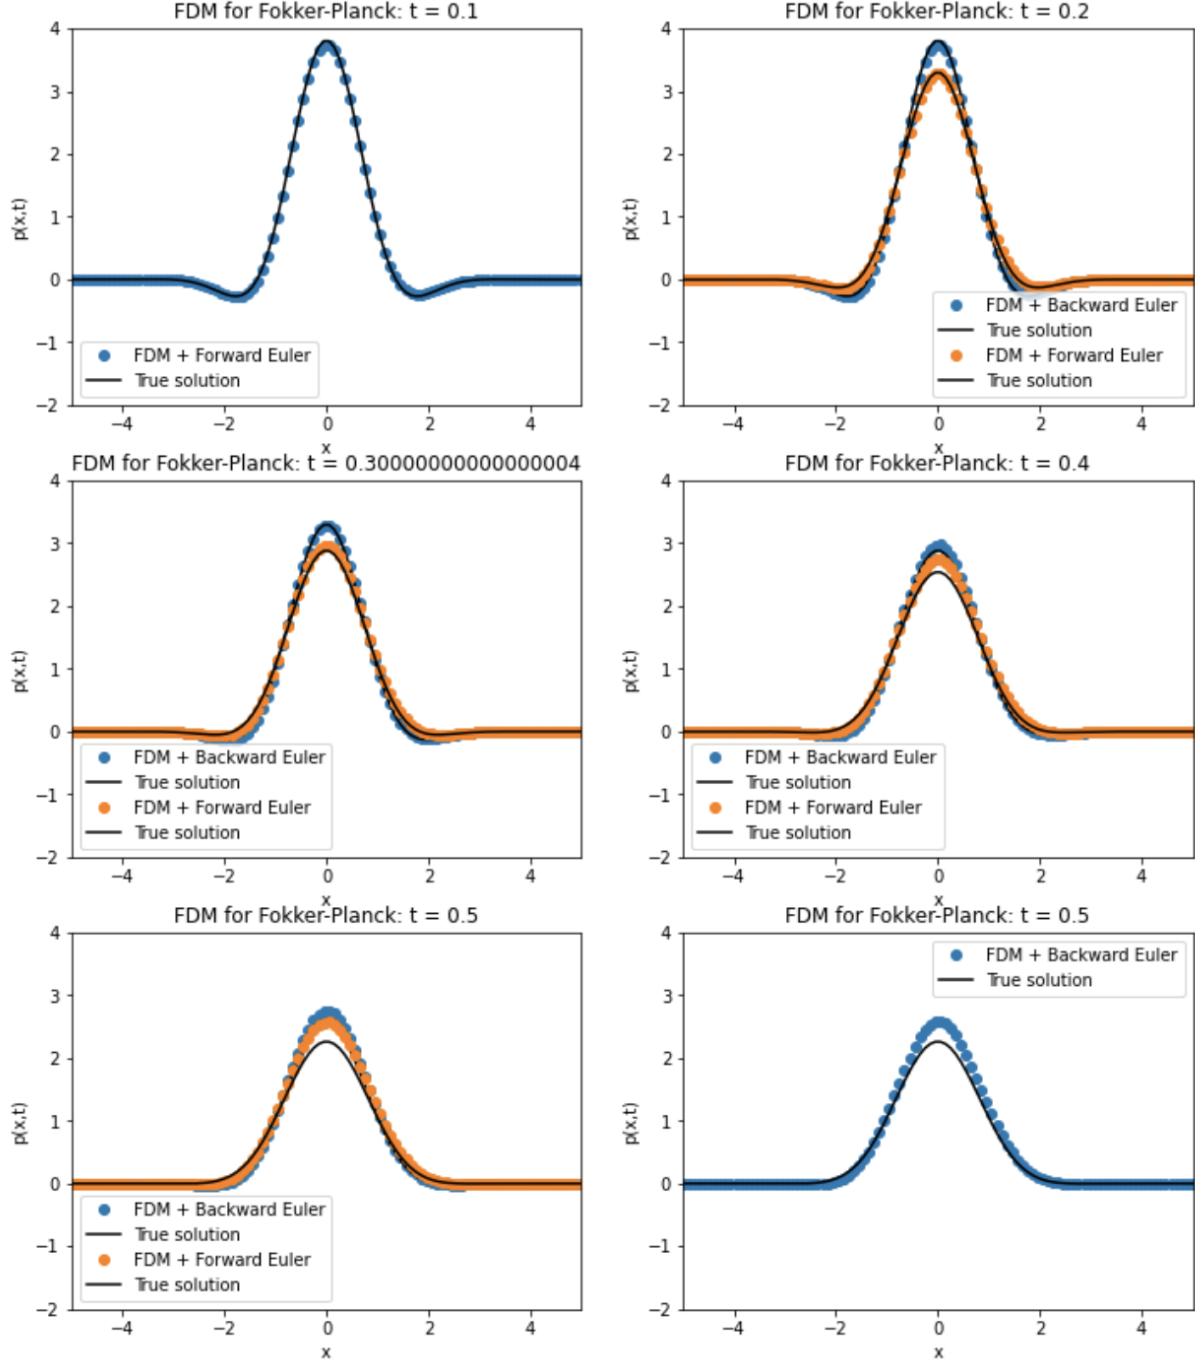 FDM for Fokker-Planck: t = 0.1
4
3
2
1
0
−1
−2
p(x,t)
FDM + Forward Euler
True solution
−4 −2 0 2 4
x
FDM for Fokker-Planck: t = 0.2
4
3
2
1
0
−1
−2
p(x,t)
FDM + Backward Euler
True solution
FDM + Forward Euler
True solution
−4 −2 0 2 4
x
FDM for Fokker-Planck: t = 0.30000000000000004
4
3
2
1
0
−1
−2
p(x,t)
FDM + Backward Euler
True solution
FDM + Forward Euler
True solution
−4 −2 0 2 4
x
FDM for Fokker-Planck: t = 0.4
4
3
2
1
0
−1
−2
p(x,t)
FDM + Backward Euler
True solution
FDM + Forward Euler
True solution
−4 −2 0 2 4
x
FDM for Fokker-Planck: t = 0.5
4
3
2
1
0
−1
−2
p(x,t)
FDM + Backward Euler
True solution
FDM + Forward Euler
True solution
−4 −2 0 2 4
x
FDM for Fokker-Planck: t = 0.5
4
3
2
1
0
−1
−2
p(x,t)
FDM + Backward Euler
True solution
−4 −2 0 2 4
x